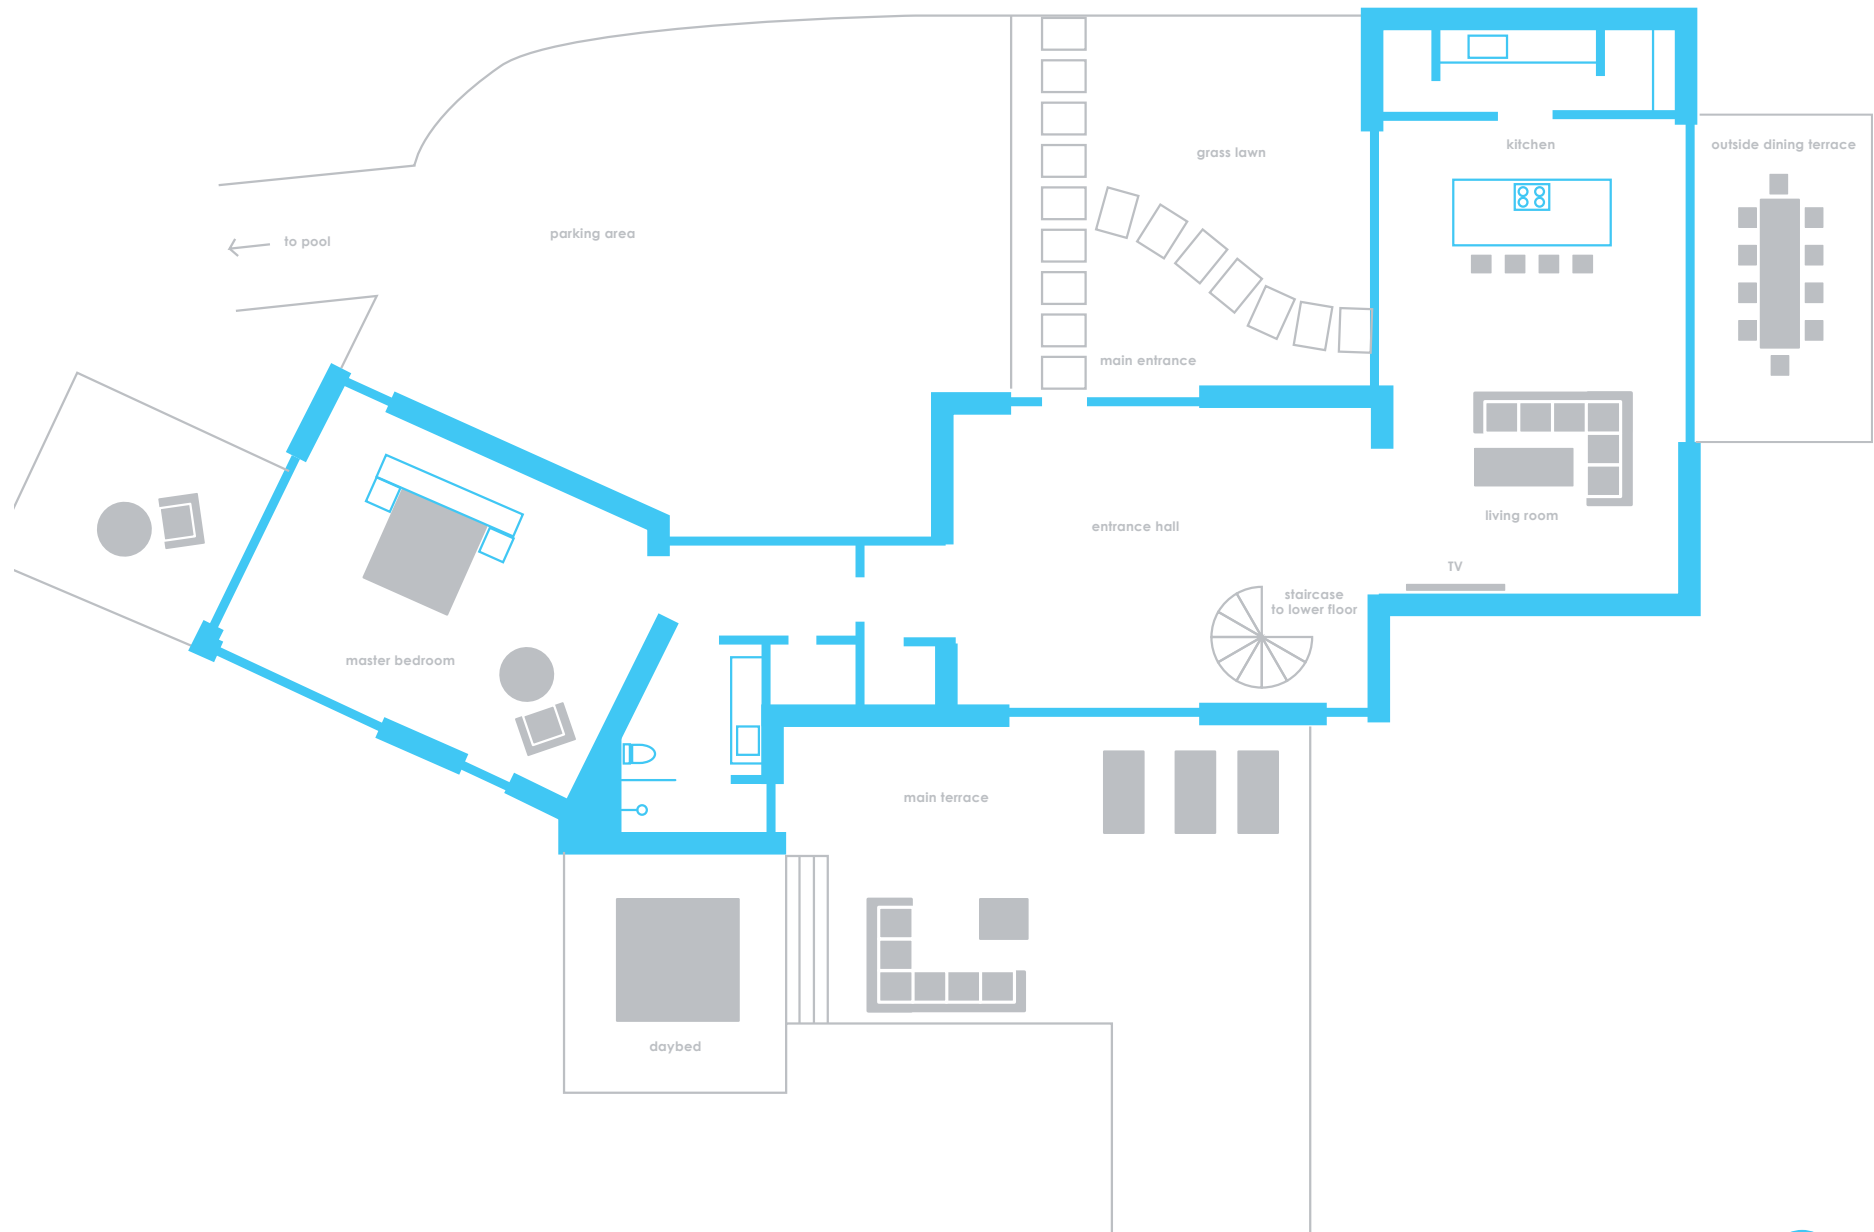 grass lawn
kitchen
outside dining terrace
to pool
parking area
main entrance
entrance hall
living room
TV
staircase
to lower floor
master bedroom
main terrace
daybed